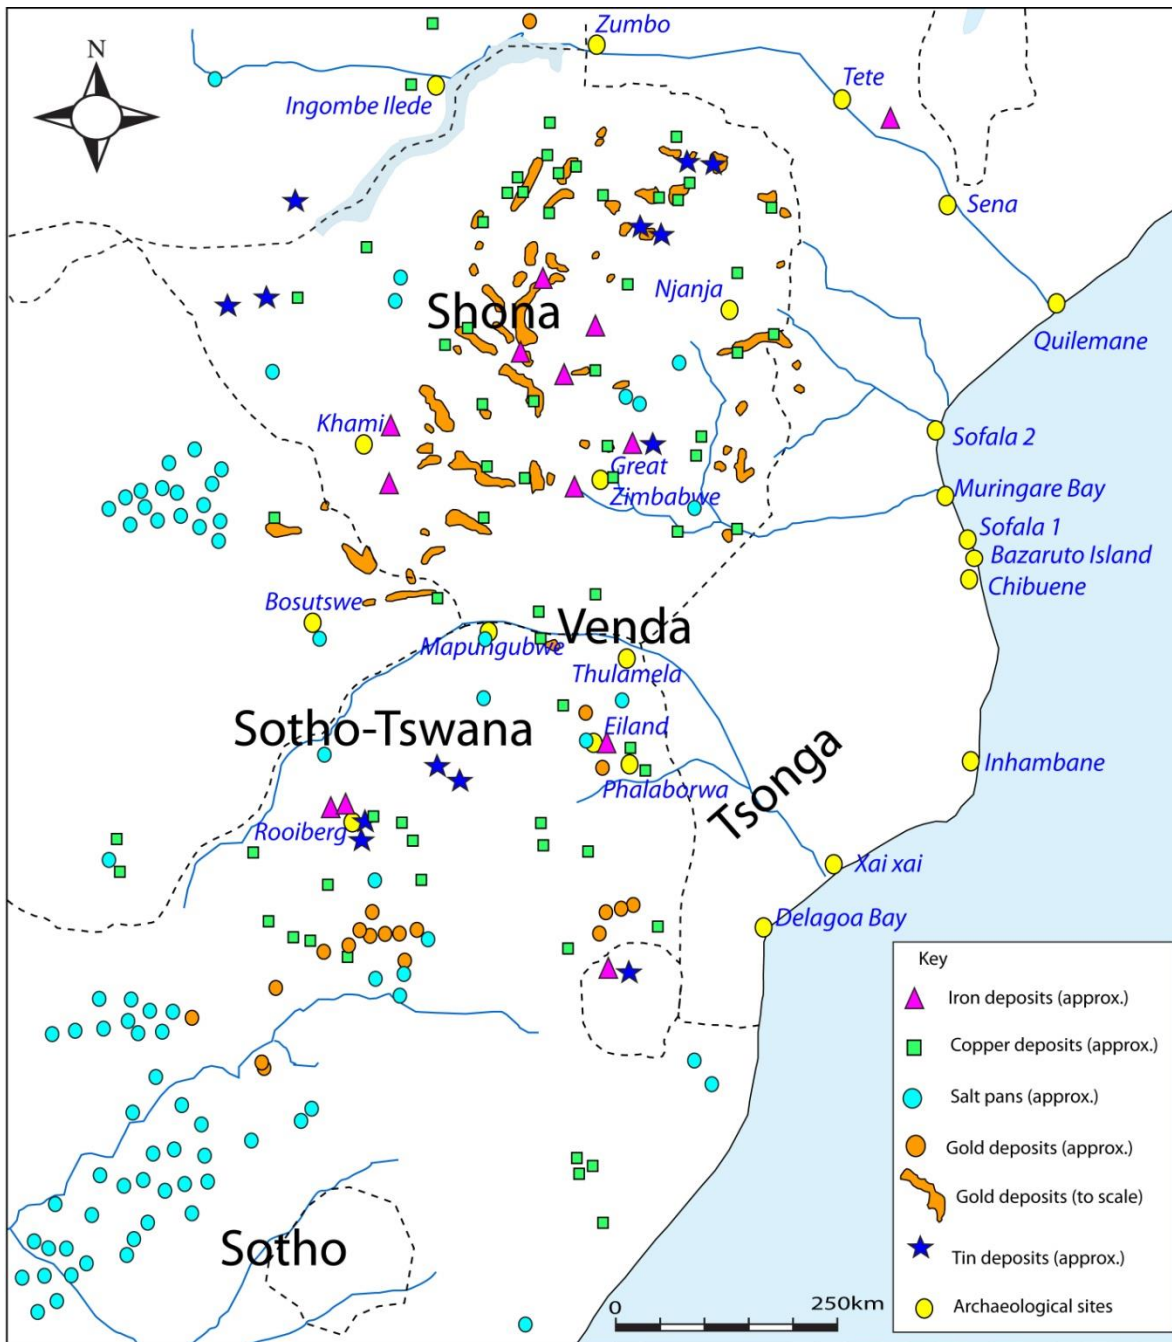 Zumbo
N
Tete
Ingombe Ilede
Sena
Njanja
Shona
Quilemane
Khami
Sofala 2
Great
Zimbabwe
Muringare Bay
Sofala 1
Bazaruto Island
Chibuene
Bosutswe
Venda
Mapungubwe
Thulamela
Sotho-Tswana
Eiland
Inhambane
Phalaborwa
Tsonga
Rooiberg
Xai xai
Delagoa Bay
Key
Iron deposits (approx.)
Copper deposits (approx.)
Salt pans (approx.)
Gold deposits (approx.)
Gold deposits (to scale)
Sotho
Tin deposits (approx.)
0 250km
Archaeological sites